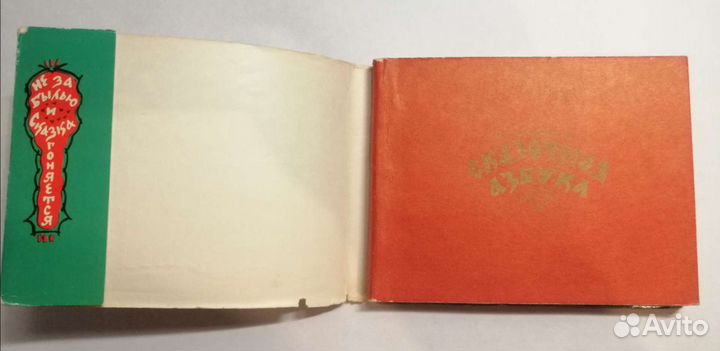 НЕ ЗА
БЫЛЬЮ
И
СКАЗКА
ГОНЯЕТСЯ
СКАЗОЧНАЯ
АЗБУКА
Avito